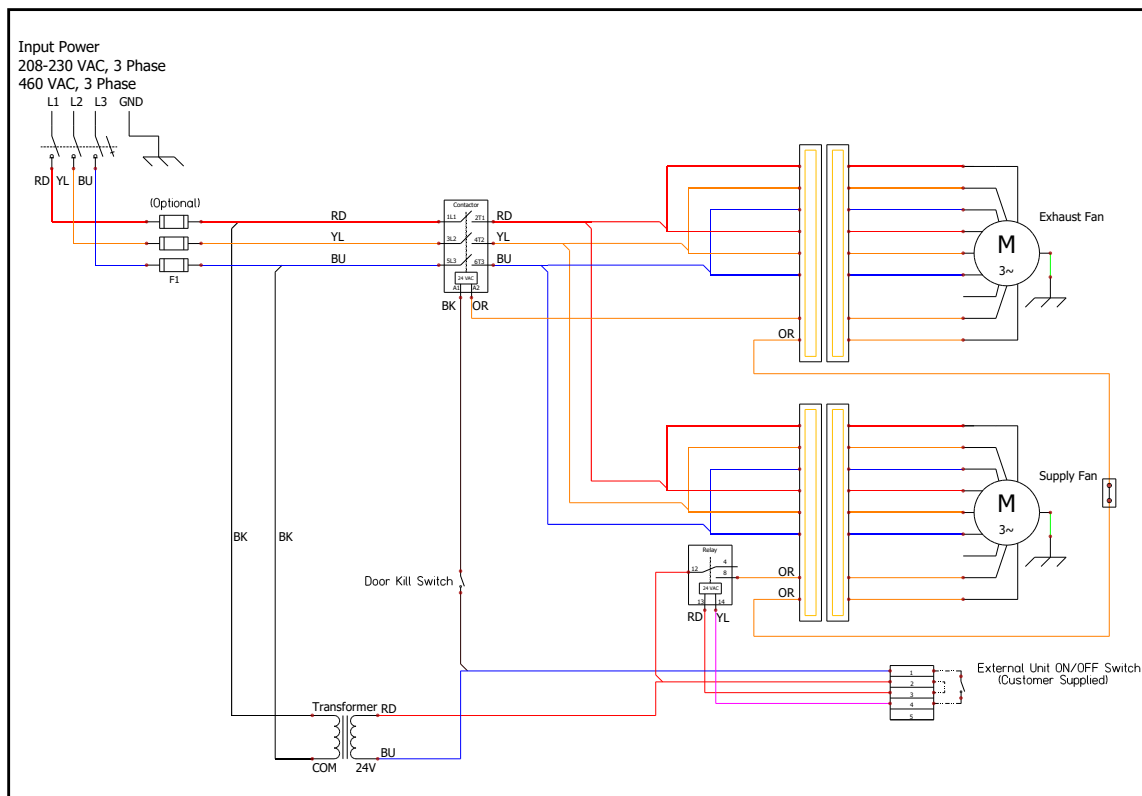 Input Power
208-230 VAC, 3 Phase
460 VAC, 3 Phase
L1 L2 L3 GND
RD YL BU
(Optional)
F1
RD
YL
BU
Contactor
1L1 2T1
3L2 4T2
5L3 6T3
24 VAC
A1 A2
RD
YL
BU
BK OR
OR
M
3~
Exhaust Fan
M
3~
Supply Fan
BK BK
Door Kill Switch
Relay
12 4
8
24 VAC
13 14
RD YL
OR
OR
1
2
3
4
5
External Unit ON/OFF Switch
(Customer Supplied)
Transformer
RD
BU
COM 24V